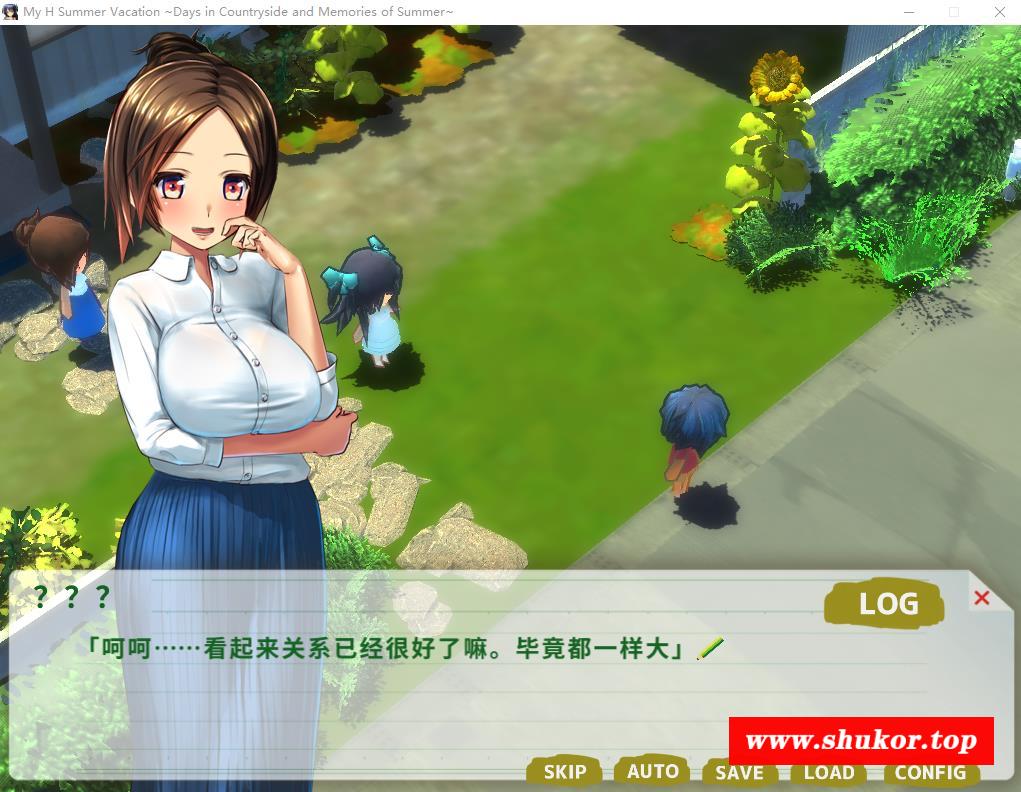 My H Summer Vacation ~Days in Countryside and Memories of Summer~
？？？
LOG
「呵呵……看起来关系已经很好了嘛。毕竟都一样大」
www.shukor.top
SKIP AUTO SAVE LOAD CONFIG